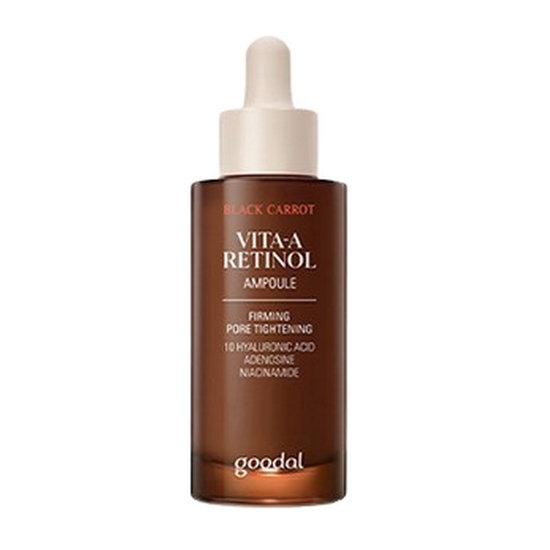 BLACK CARROT
VITA-A
RETINOL
AMPOULE
FIRMING
PORE TIGHTENING
10 HYALURONIC ACID
ADENOSINE
NIACINAMIDE
goodal